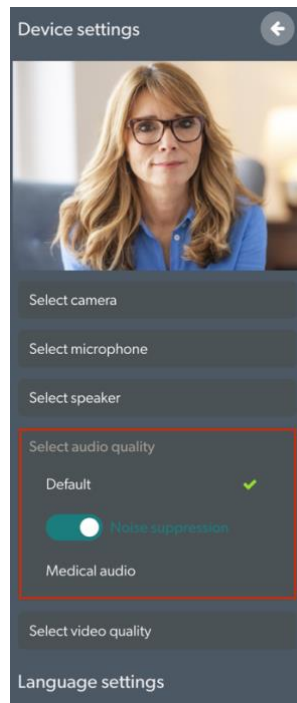 Device settings
Select camera
Select microphone
Select speaker
Select audio quality
Default
Noise suppression
Medical audio
Select video quality
Language settings